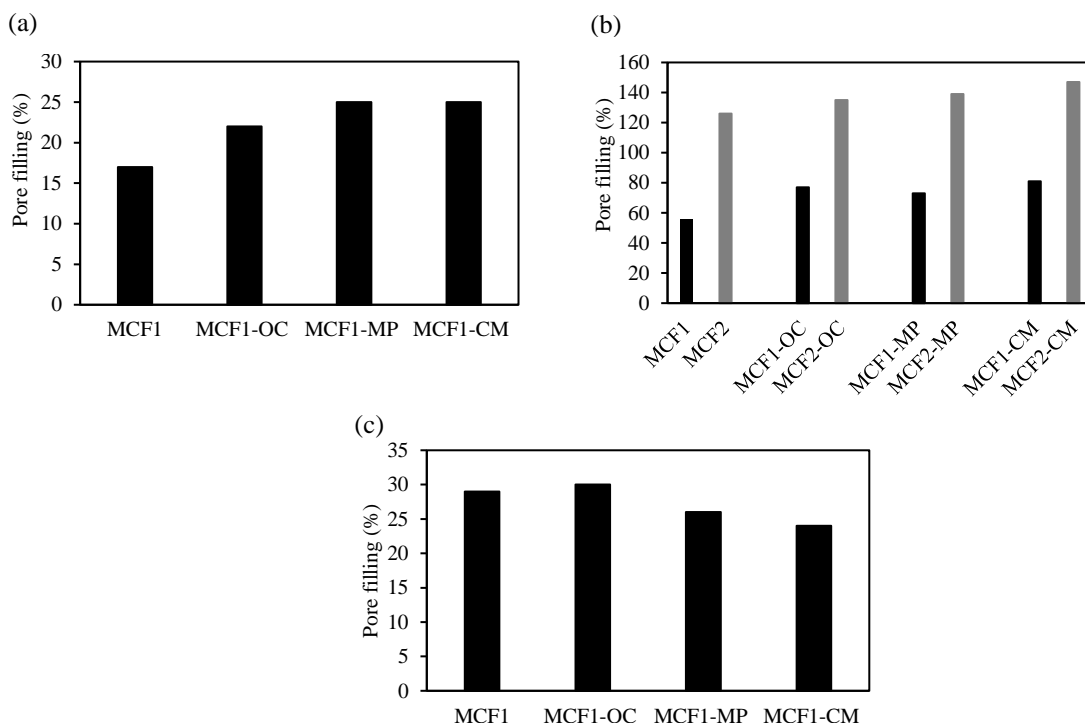 (a)
Pore filling (%)
30
25
20
15
10
5
0
MCF1 MCF1-OC MCF1-MP MCF1-CM
(b)
Pore filling (%)
160
140
120
100
80
60
40
20
0
MCF1
MCF2
MCF1-OC
MCF2-OC
MCF1-MP
MCF2-MP
MCF1-CM
MCF2-CM
(c)
Pore filling (%)
35
30
25
20
15
10
5
0
MCF1 MCF1-OC MCF1-MP MCF1-CM